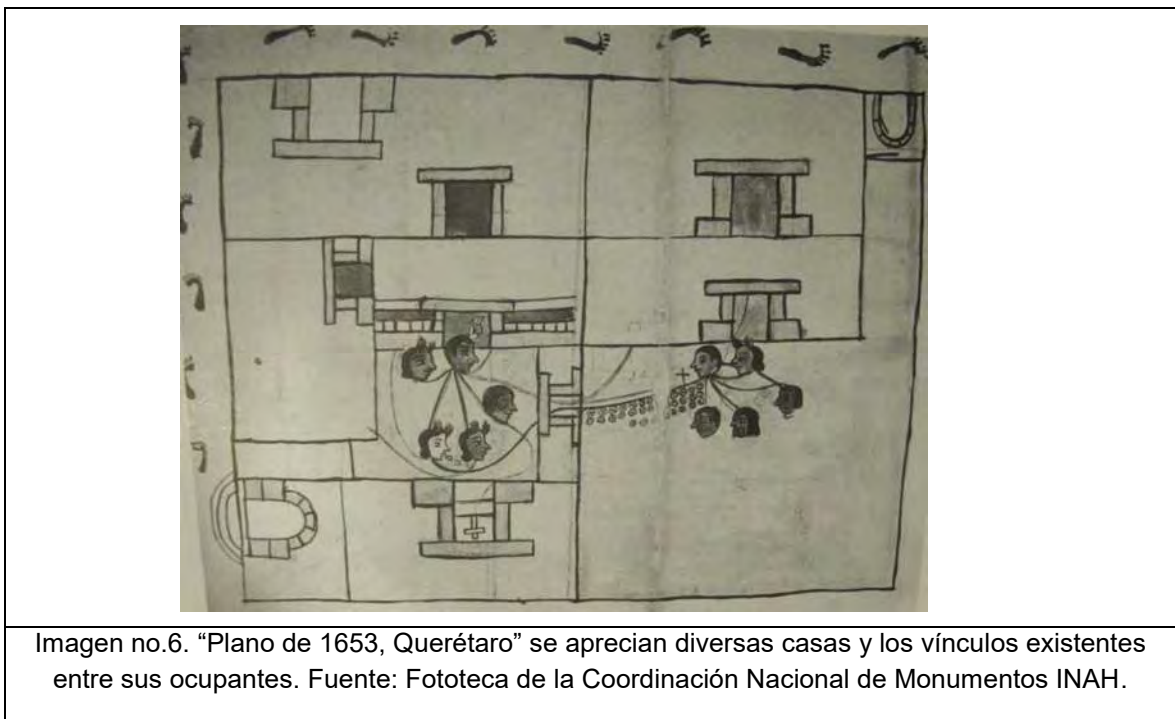 Imagen no.6. “Plano de 1653, Querétaro” se aprecian diversas casas y los vínculos existentes
entre sus ocupantes. Fuente: Fototeca de la Coordinación Nacional de Monumentos INAH.